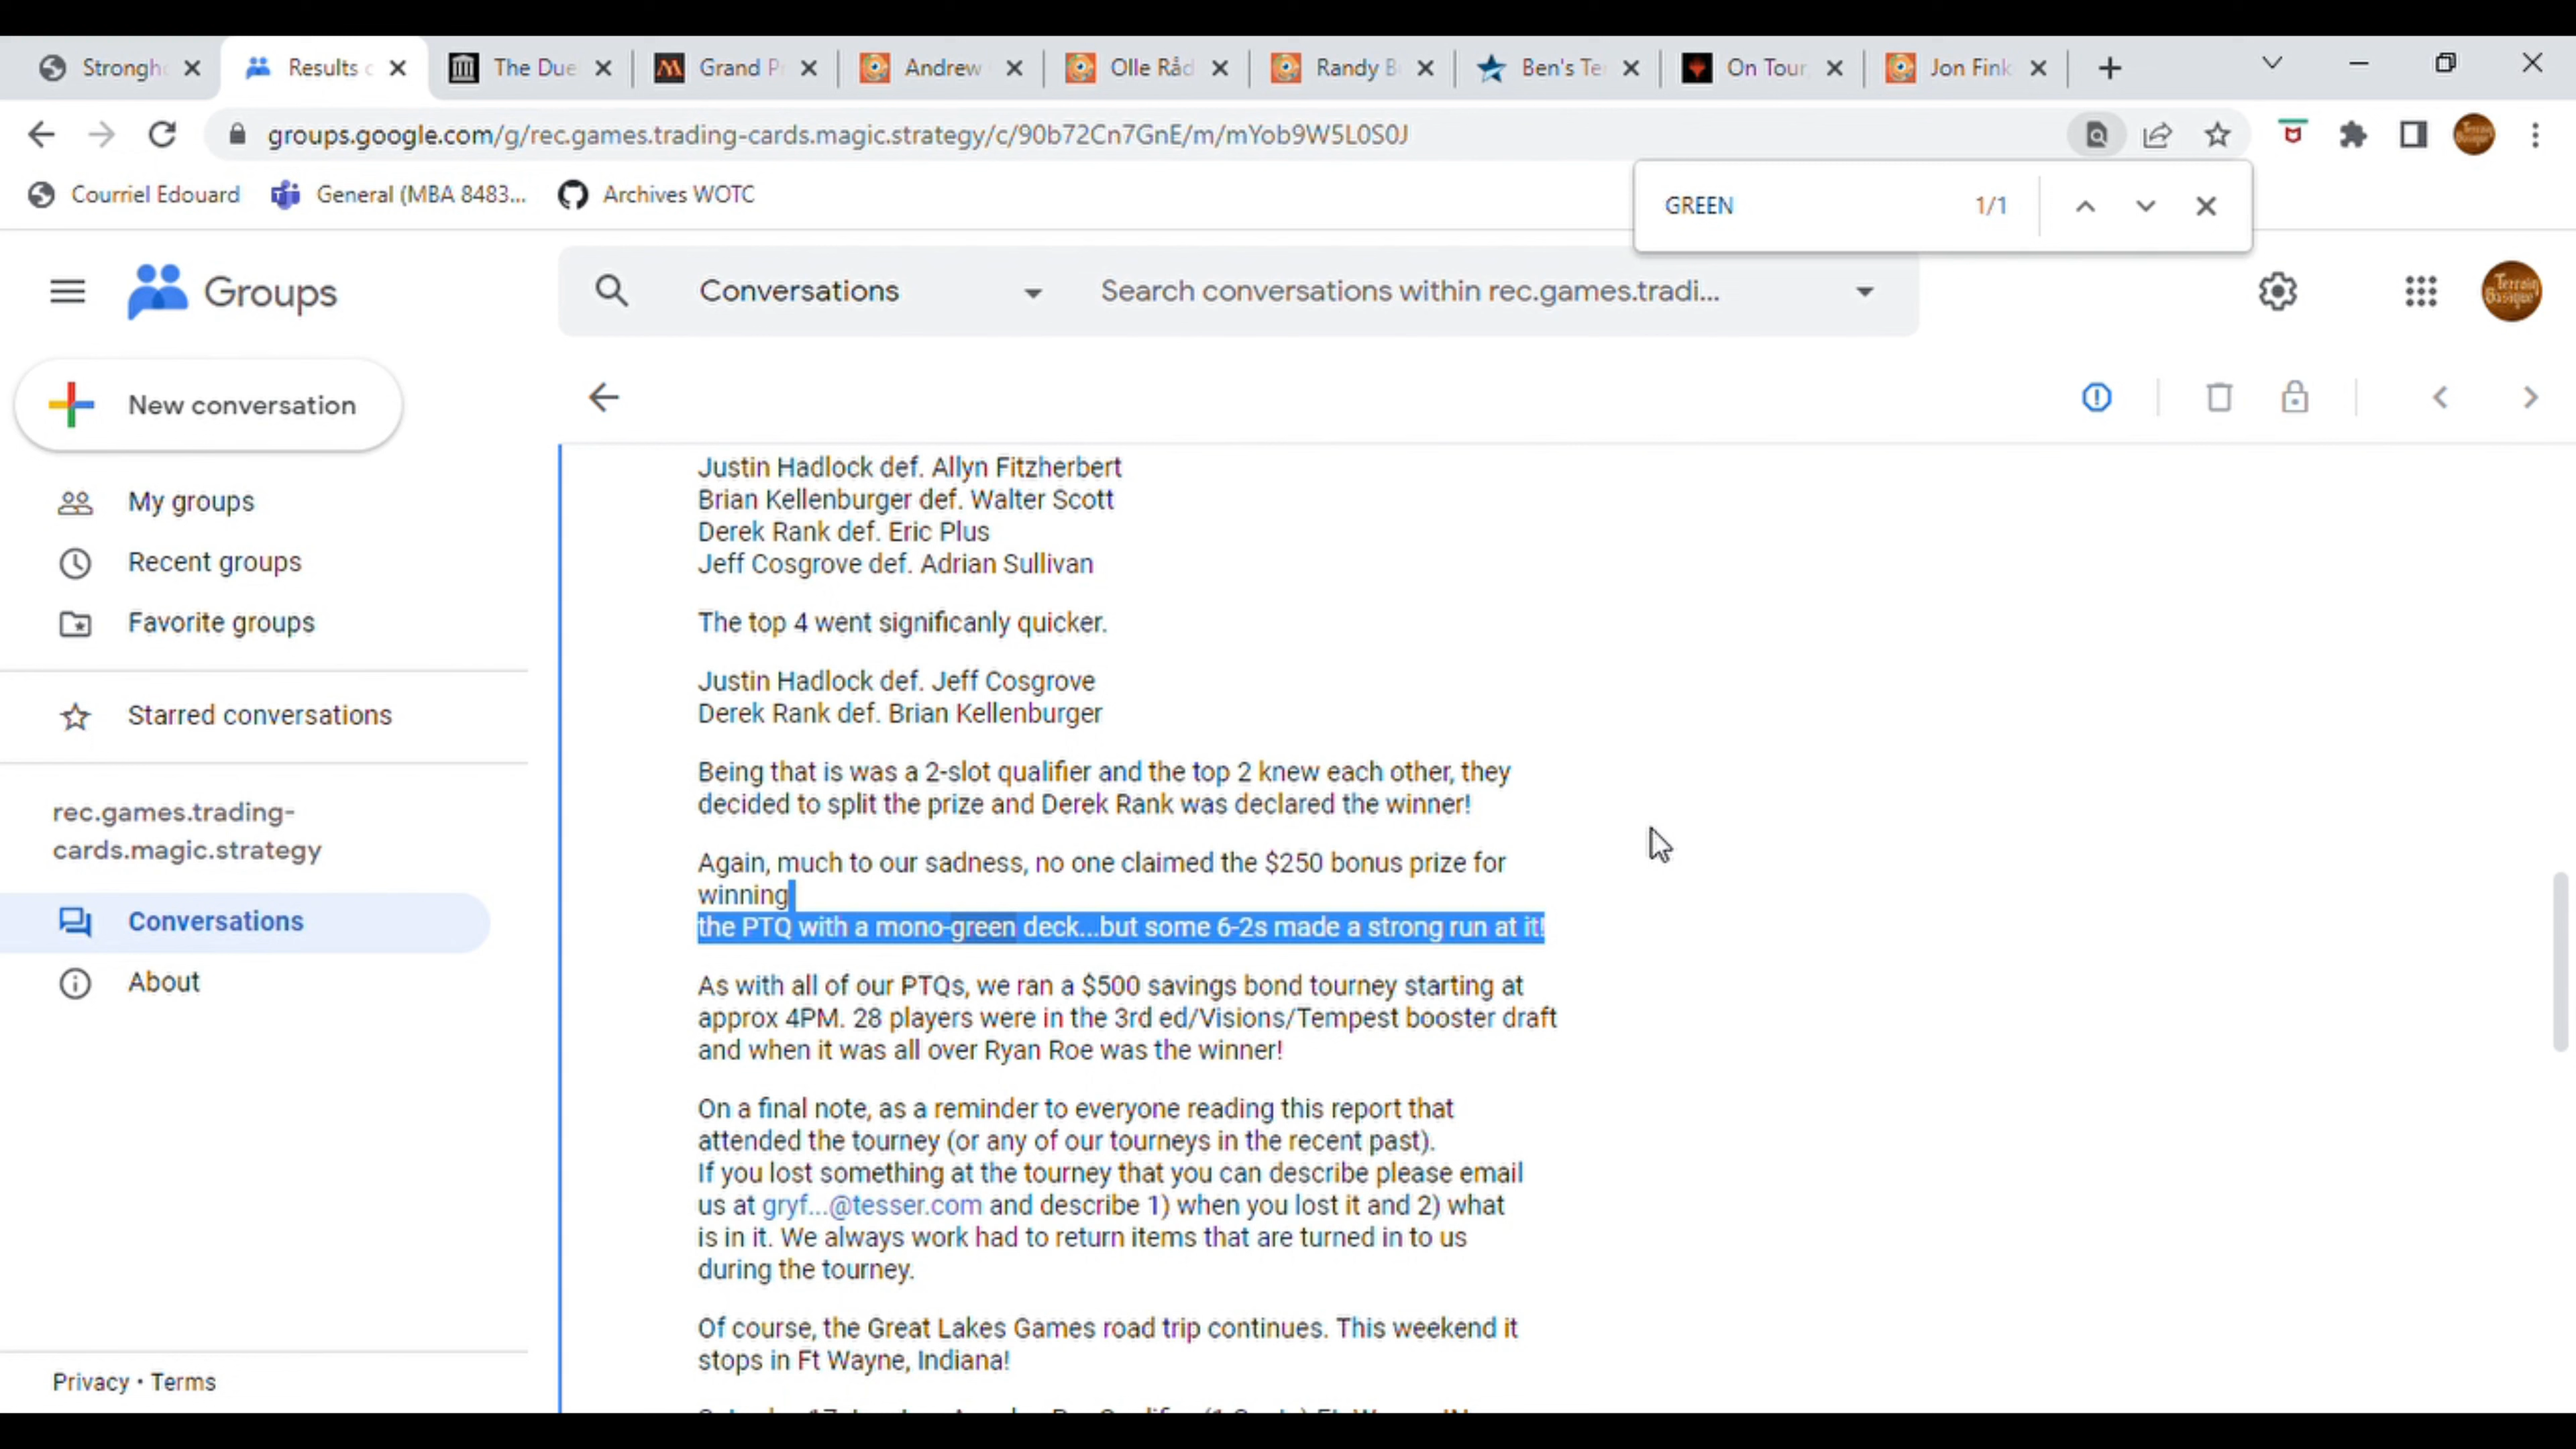 Strongh
Results c
The Due
Grand P
Andrew
Olle Råd
Randy B
Ben's Te
On Tour,
Jon Fink
groups.google.com/g/rec.games.trading-cards.magic.strategy/c/90b72Cn7GnE/m/mYob9W5L0S0J
Courriel Edouard
General (MBA 8483...
Archives WOTC
GREEN 1/1
Groups
Conversations
Search conversations within rec.games.tradi...
Terrain
Basique
New conversation
My groups
Recent groups
Favorite groups
Starred conversations
rec.games.trading-
cards.magic.strategy
Conversations
About
Privacy • Terms
Justin Hadlock def. Allyn Fitzherbert
Brian Kellenburger def. Walter Scott
Derek Rank def. Eric Plus
Jeff Cosgrove def. Adrian Sullivan
The top 4 went significanly quicker.
Justin Hadlock def. Jeff Cosgrove
Derek Rank def. Brian Kellenburger
Being that is was a 2-slot qualifier and the top 2 knew each other, they
decided to split the prize and Derek Rank was declared the winner!
Again, much to our sadness, no one claimed the $250 bonus prize for
winning
the PTQ with a mono-green deck...but some 6-2s made a strong run at it!
As with all of our PTQs, we ran a $500 savings bond tourney starting at
approx 4PM. 28 players were in the 3rd ed/Visions/Tempest booster draft
and when it was all over Ryan Roe was the winner!
On a final note, as a reminder to everyone reading this report that
attended the tourney (or any of our tourneys in the recent past).
If you lost something at the tourney that you can describe please email
us at gryf...@tesser.com and describe 1) when you lost it and 2) what
is in it. We always work had to return items that are turned in to us
during the tourney.
Of course, the Great Lakes Games road trip continues. This weekend it
stops in Ft Wayne, Indiana!